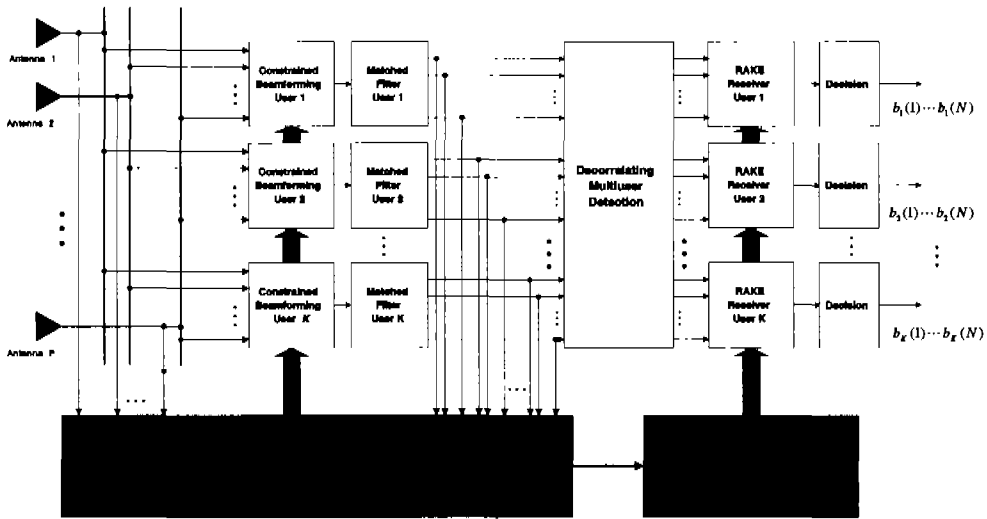 Antenna 1
Antenna 2
Antenna P
Constrained
Beamforming
User 1
Matched
Filter
User 1
Constrained
Beamforming
User 2
Matched
Filter
User 2
Constrained
Beamforming
User K
Matched
Filter
User K
Decorrelating
Multiuser
Detection
RAKE
Receiver
User 1
Decision
b₁(1)⋯b₁(N)
RAKE
Receiver
User 2
Decision
b₂(1)⋯b₂(N)
RAKE
Receiver
User K
Decision
b_K(1)⋯b_K(N)